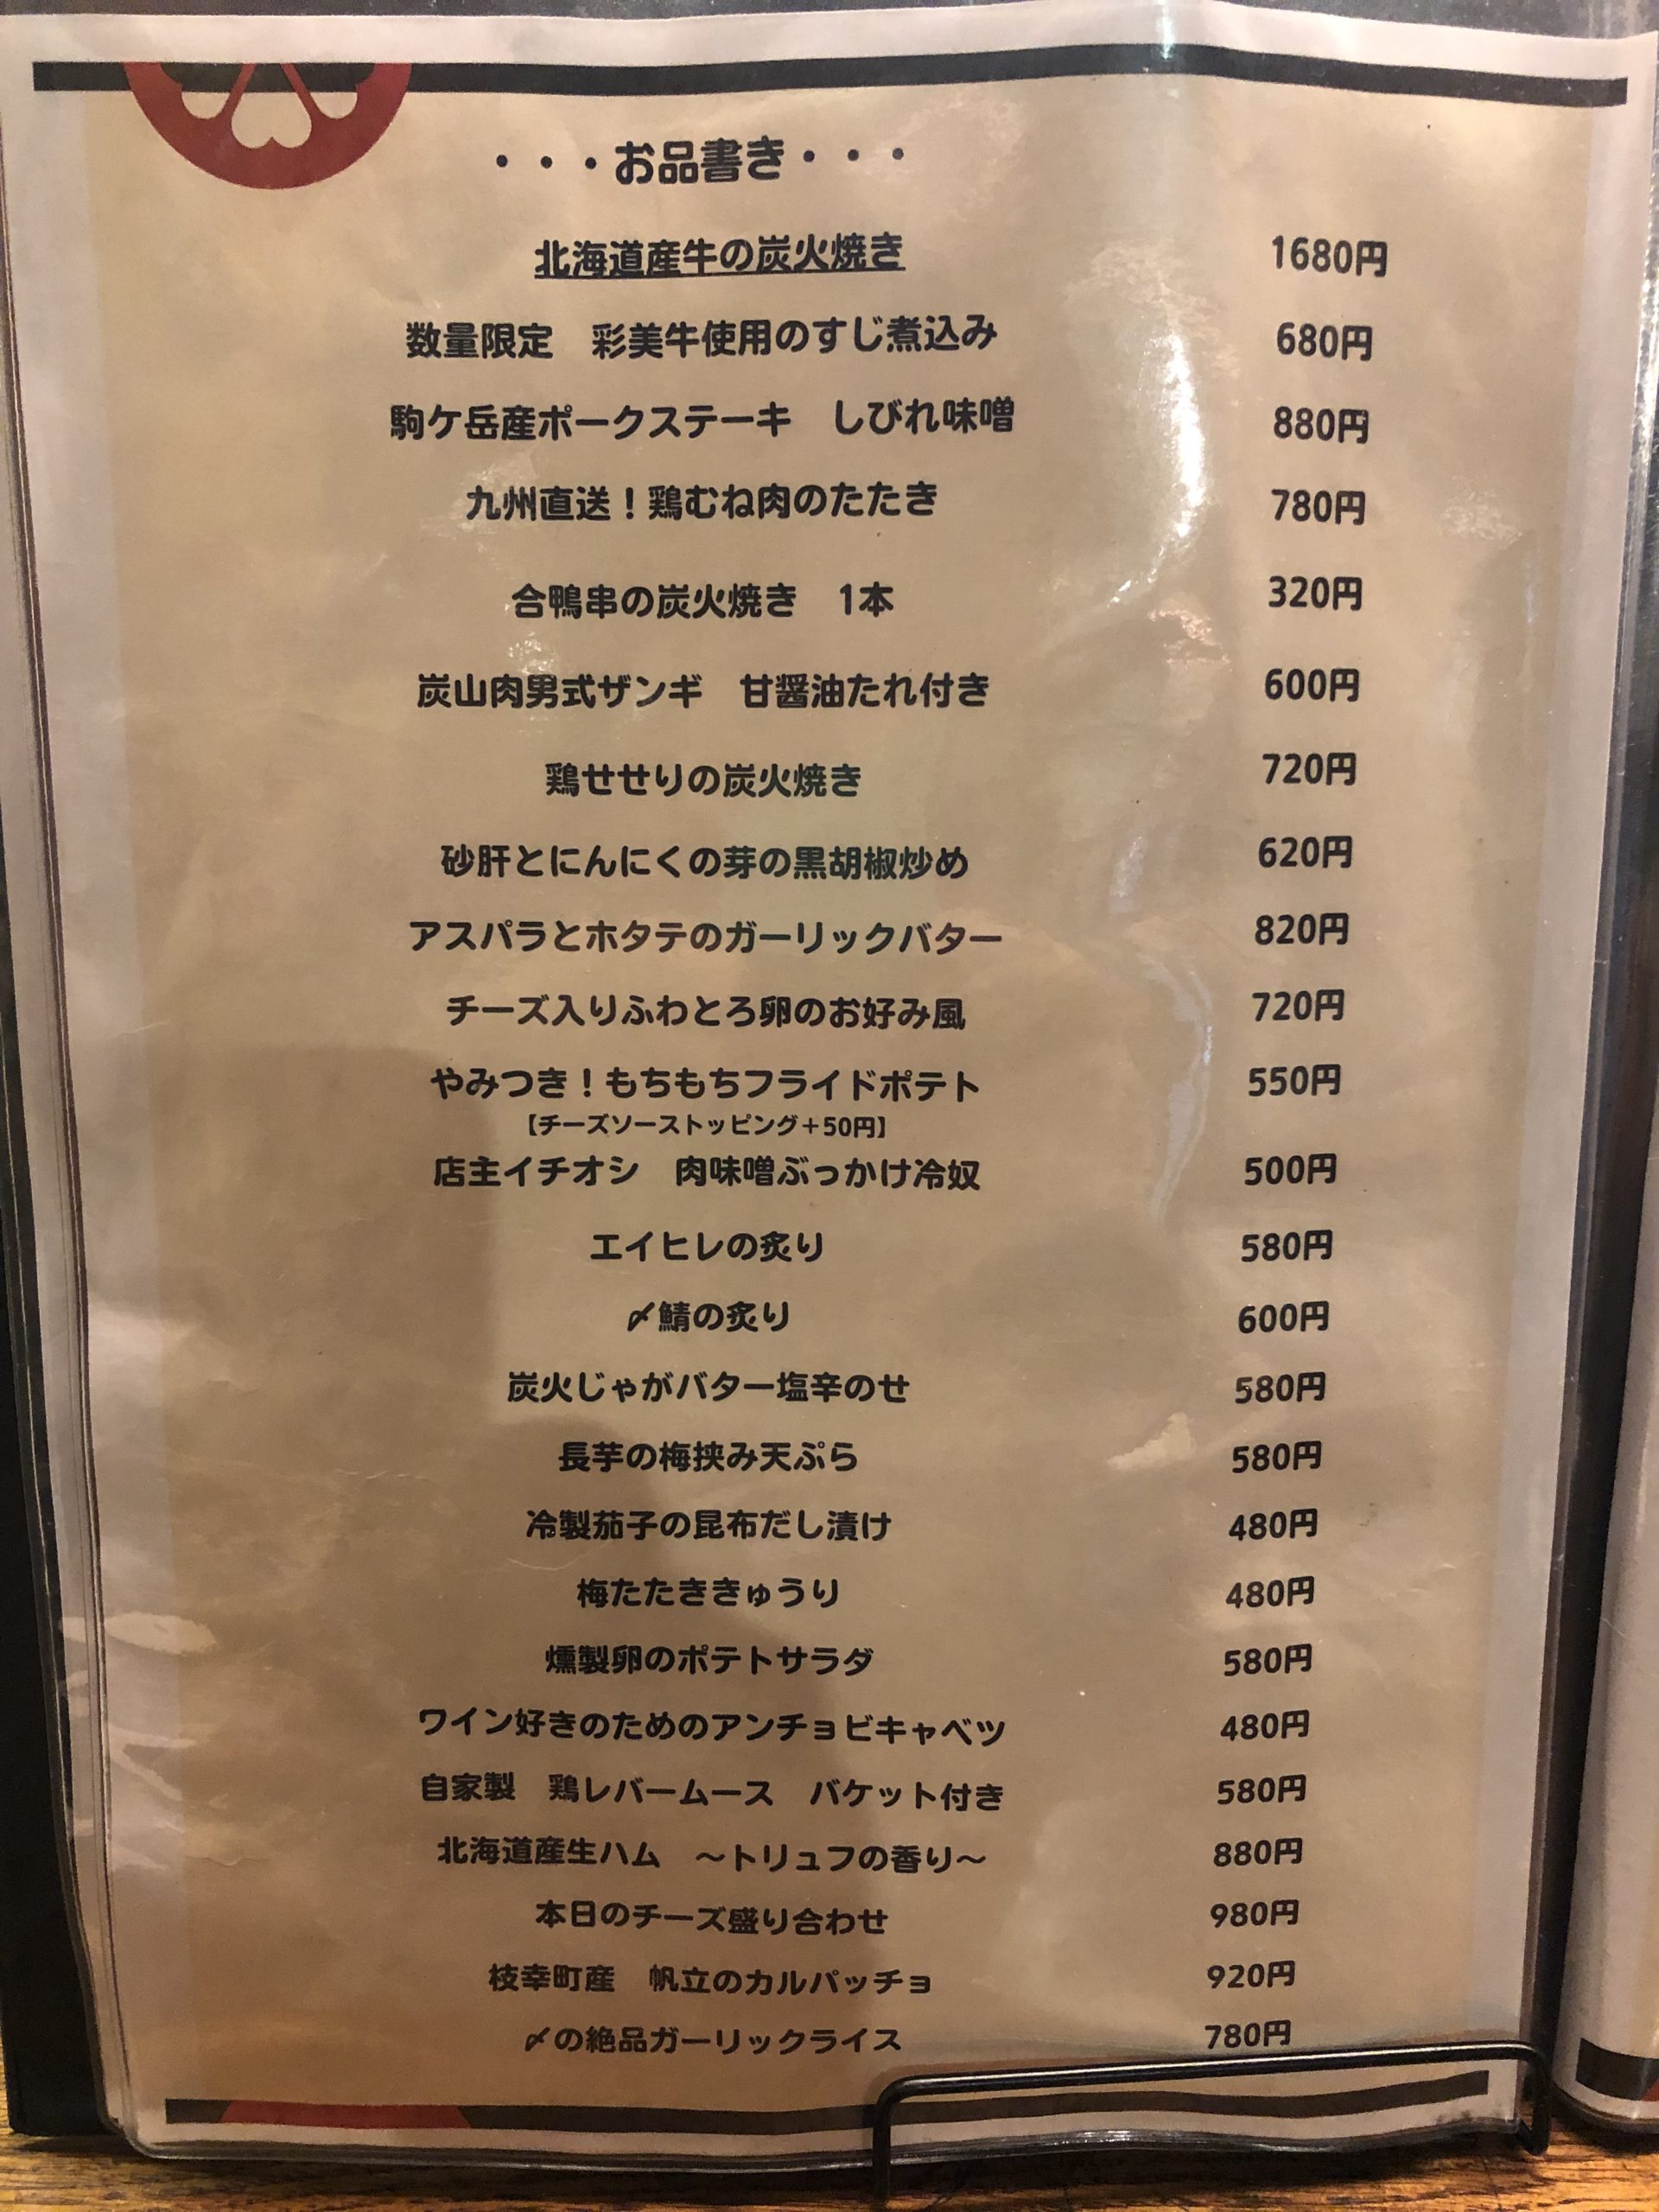 ・・・お品書き・・・
北海道産牛の炭火焼き 1680円
数量限定 彩美牛使用のすじ煮込み 680円
駒ケ岳産ポークステーキ しびれ味噌 880円
九州直送！鶏むね肉のたたき 780円
合鴨串の炭火焼き 1本 320円
炭山肉男式ザンギ 甘醤油たれ付き 600円
鶏せせりの炭火焼き 720円
砂肝とにんにくの芽の黒胡椒炒め 620円
アスパラとホタテのガーリックバター 820円
チーズ入りふわとろ卵のお好み風 720円
やみつき！もちもちフライドポテト 550円
【チーズソーストッピング＋50円】
店主イチオシ 肉味噌ぶっかけ冷奴 500円
エイヒレの炙り 580円
〆鯖の炙り 600円
炭火じゃがバター塩辛のせ 580円
長芋の梅挟み天ぷら 580円
冷製茄子の昆布だし漬け 480円
梅たたききゅうり 480円
燻製卵のポテトサラダ 580円
ワイン好きのためのアンチョビキャベツ 480円
自家製 鶏レバームース バケット付き 580円
北海道産生ハム ～トリュフの香り～ 880円
本日のチーズ盛り合わせ 980円
枝幸町産 帆立のカルパッチョ 920円
〆の絶品ガーリックライス 780円